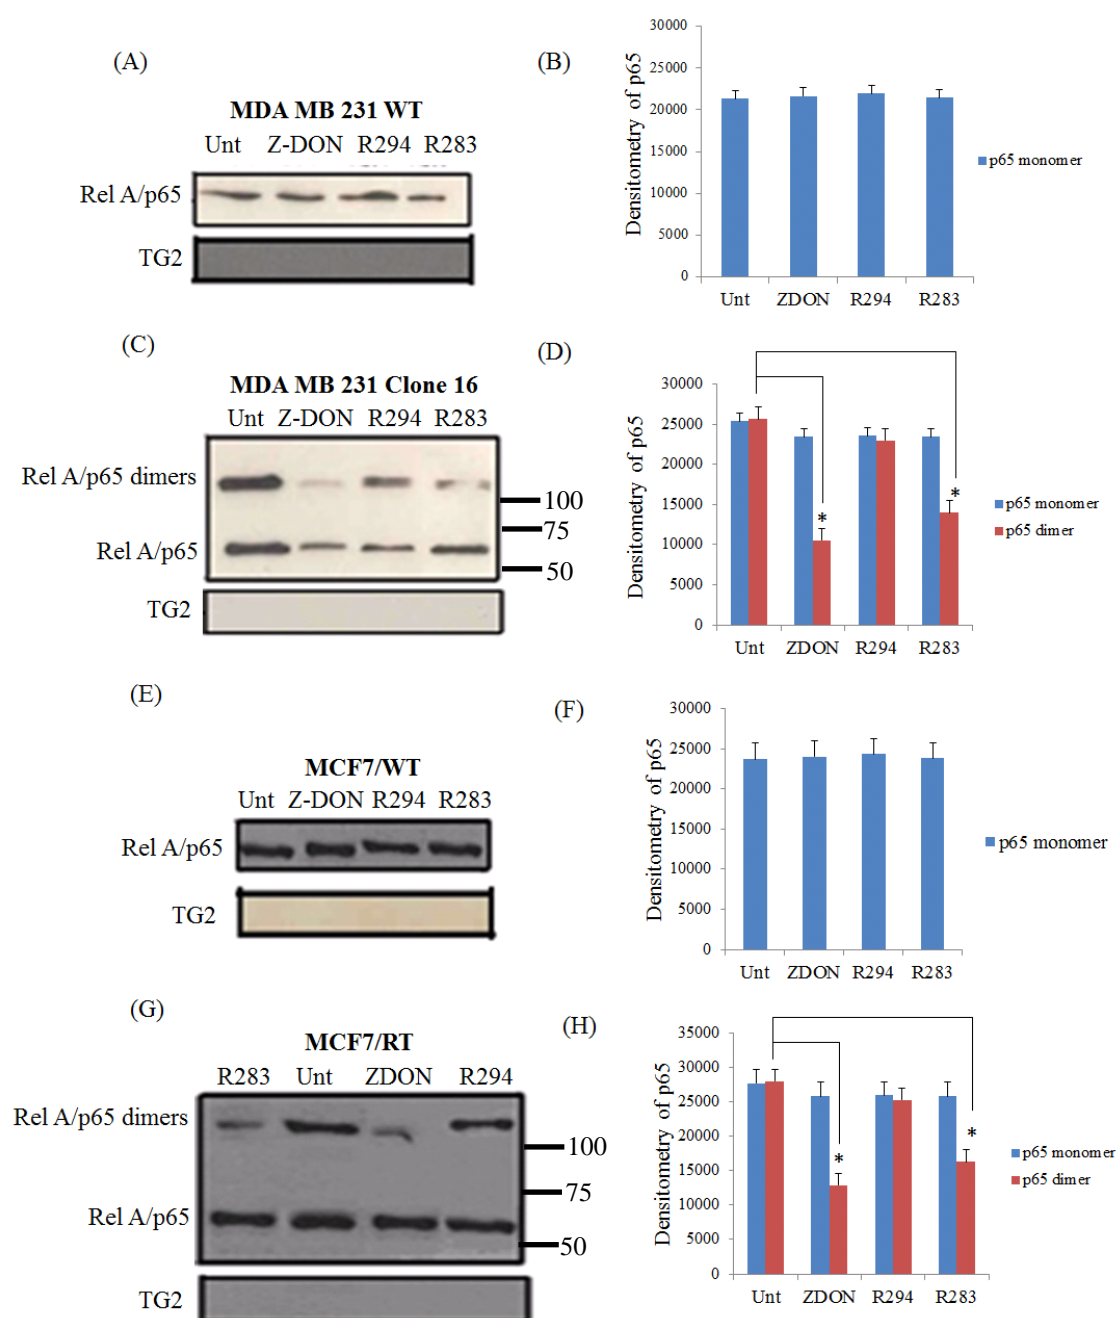 (A)
MDA MB 231 WT
Unt Z-DON R294 R283
Rel A/p65
TG2
(B)
Densitometry of p65
30000
25000
20000
15000
10000
5000
0
Unt ZDON R294 R283
p65 monomer
(C)
MDA MB 231 Clone 16
Unt Z-DON R294 R283
Rel A/p65 dimers
100
75
Rel A/p65
50
TG2
(D)
Densitometry of p65
30000
25000
20000
15000
10000
5000
0
* *
Unt ZDON R294 R283
p65 monomer
p65 dimer
(E)
MCF7/WT
Unt Z-DON R294 R283
Rel A/p65
TG2
(F)
Densitometry of p65
30000
25000
20000
15000
10000
5000
0
Unt ZDON R294 R283
p65 monomer
(G)
MCF7/RT
R283 Unt ZDON R294
Rel A/p65 dimers
100
75
Rel A/p65
50
TG2
(H)
Densitometry of p65
35000
30000
25000
20000
15000
10000
5000
0
* *
Unt ZDON R294 R283
p65 monomer
p65 dimer